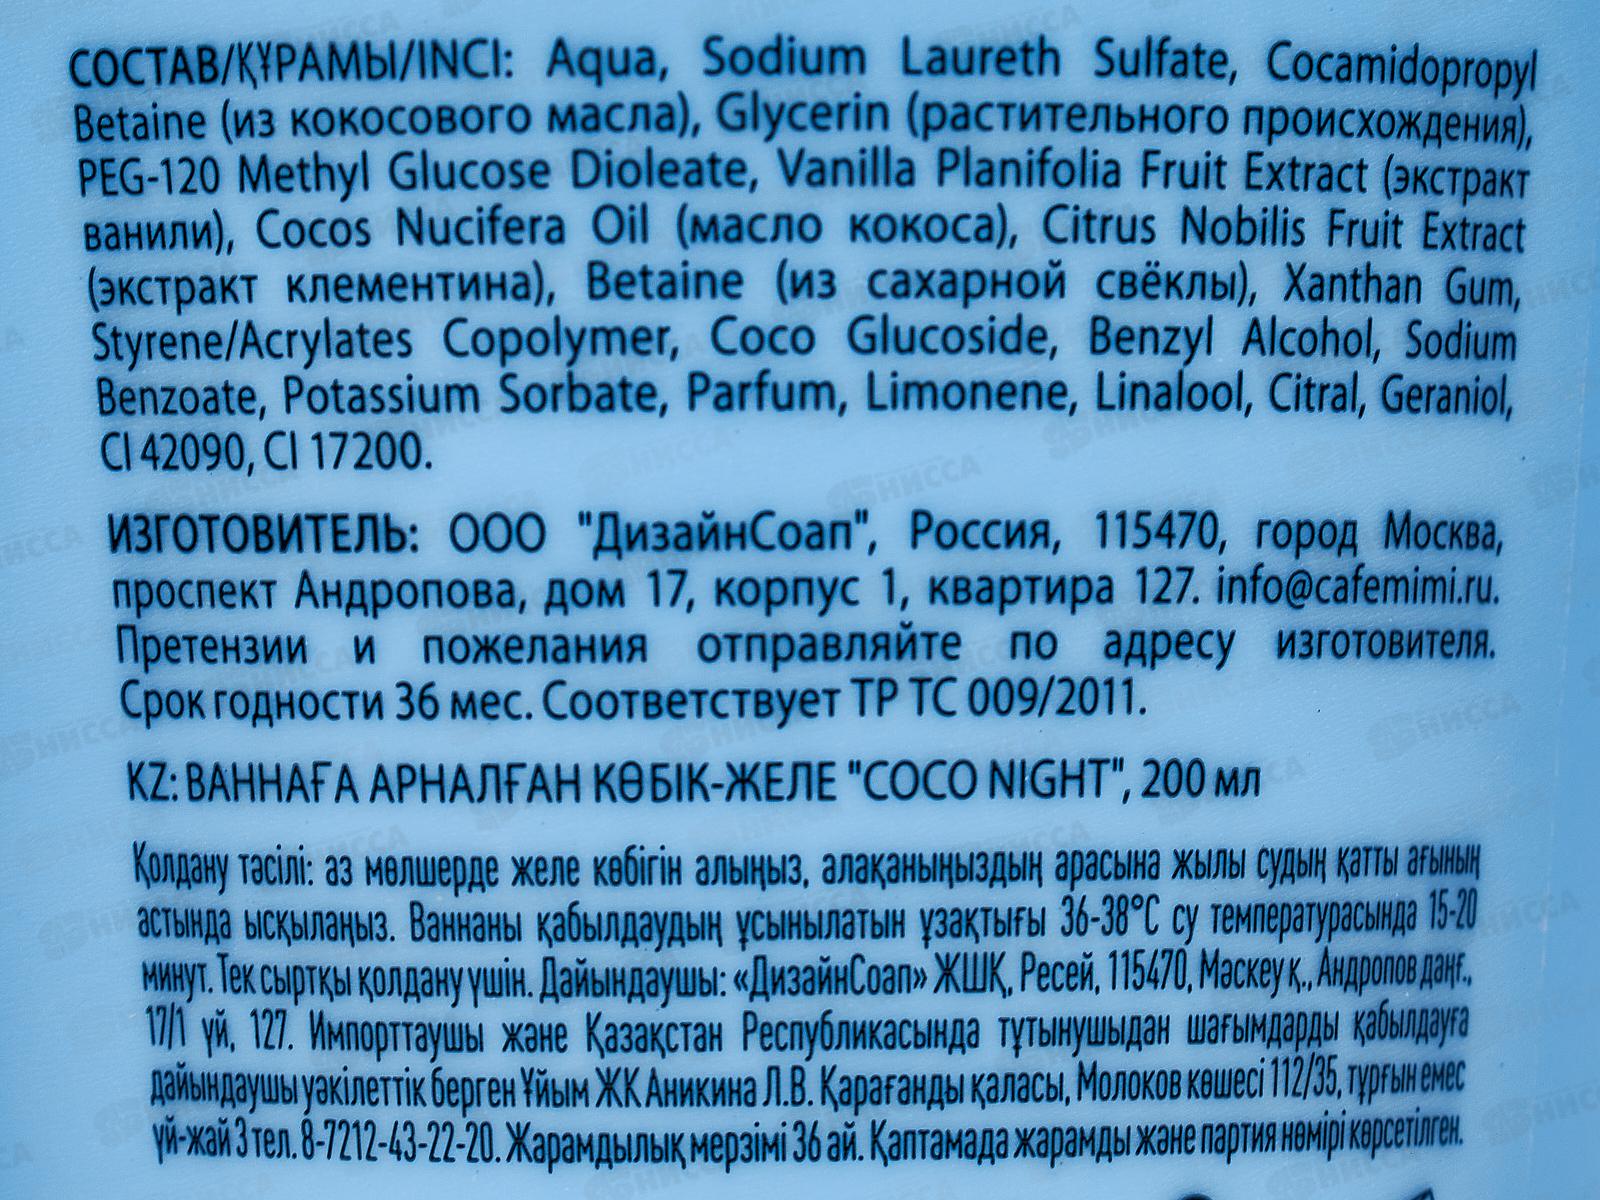 СОСТАВ/ҚҰРАМЫ/INCI: Aqua, Sodium Laureth Sulfate, Cocamidopropyl
Betaine (из кокосового масла), Glycerin (растительного происхождения),
PEG-120 Methyl Glucose Dioleate, Vanilla Planifolia Fruit Extract (экстракт
ванили), Cocos Nucifera Oil (масло кокоса), Citrus Nobilis Fruit Extract
(экстракт клементина), Betaine (из сахарной свёклы), Xanthan Gum,
Styrene/Acrylates Copolymer, Coco Glucoside, Benzyl Alcohol, Sodium
Benzoate, Potassium Sorbate, Parfum, Limonene, Linalool, Citral, Geraniol,
CI 42090, CI 17200.
ИЗГОТОВИТЕЛЬ: ООО "ДизайнСоап", Россия, 115470, город Москва,
проспект Андропова, дом 17, корпус 1, квартира 127. info@cafemimi.ru.
Претензии и пожелания отправляйте по адресу изготовителя.
Срок годности 36 мес. Соответствует ТР ТС 009/2011.
KZ: ВАННАҒА АРНАЛҒАН КӨБІК-ЖЕЛЕ "COCO NIGHT", 200 мл
Қолдану тәсілі: аз мөлшерде желе көбігін алыңыз, алақаныңыздың арасына жылы судың қатты ағының
астында ысқылаңыз. Ваннаны қабылдаудың ұсынылатын ұзақтығы 36-38°C су температурасында 15-20
минут. Тек сыртқы қолдану үшін. Дайындаушы: «ДизайнСоап» ЖШҚ, Ресей, 115470, Мәскеу қ., Андропов даңғ.,
17/1 үй, 127. Импорттаушы және Қазақстан Республикасында тұтынушыдан шағымдарды қабылдауға
дайындаушы уәкілеттік берген Ұйым ЖК Аникина Л.В. Қарағанды қаласы, Молоков көшесі 112/35, тұрғын емес
үй-жай 3 тел. 8-7212-43-22-20. Жарамдылық мерзімі 36 ай. Қаптамада жарамды және партия нөмірі көрсетілген.